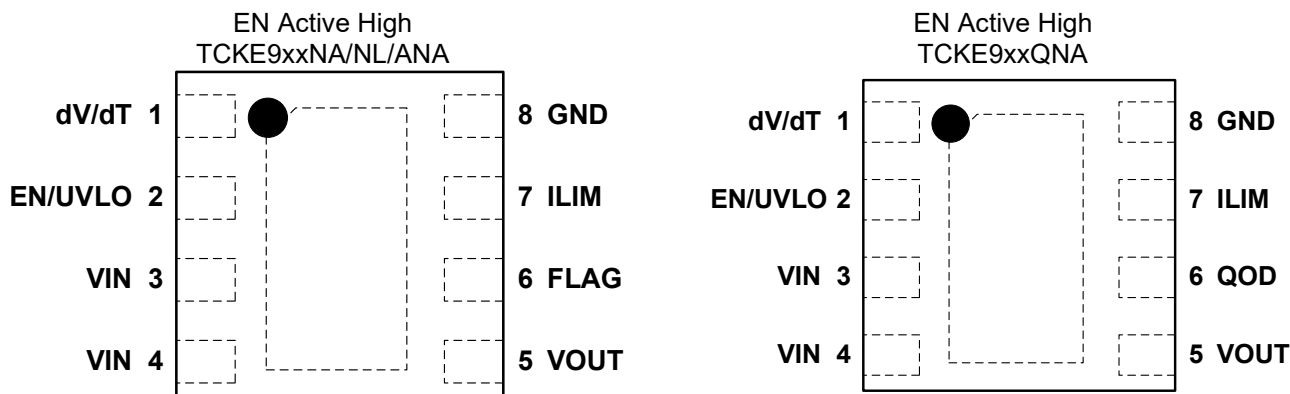 EN Active High
TCKE9xxNA/NL/ANA
dV/dT 1
8 GND
EN/UVLO 2
7 ILIM
VIN 3
6 FLAG
VIN 4
5 VOUT
EN Active High
TCKE9xxQNA
dV/dT 1
8 GND
EN/UVLO 2
7 ILIM
VIN 3
6 QOD
VIN 4
5 VOUT